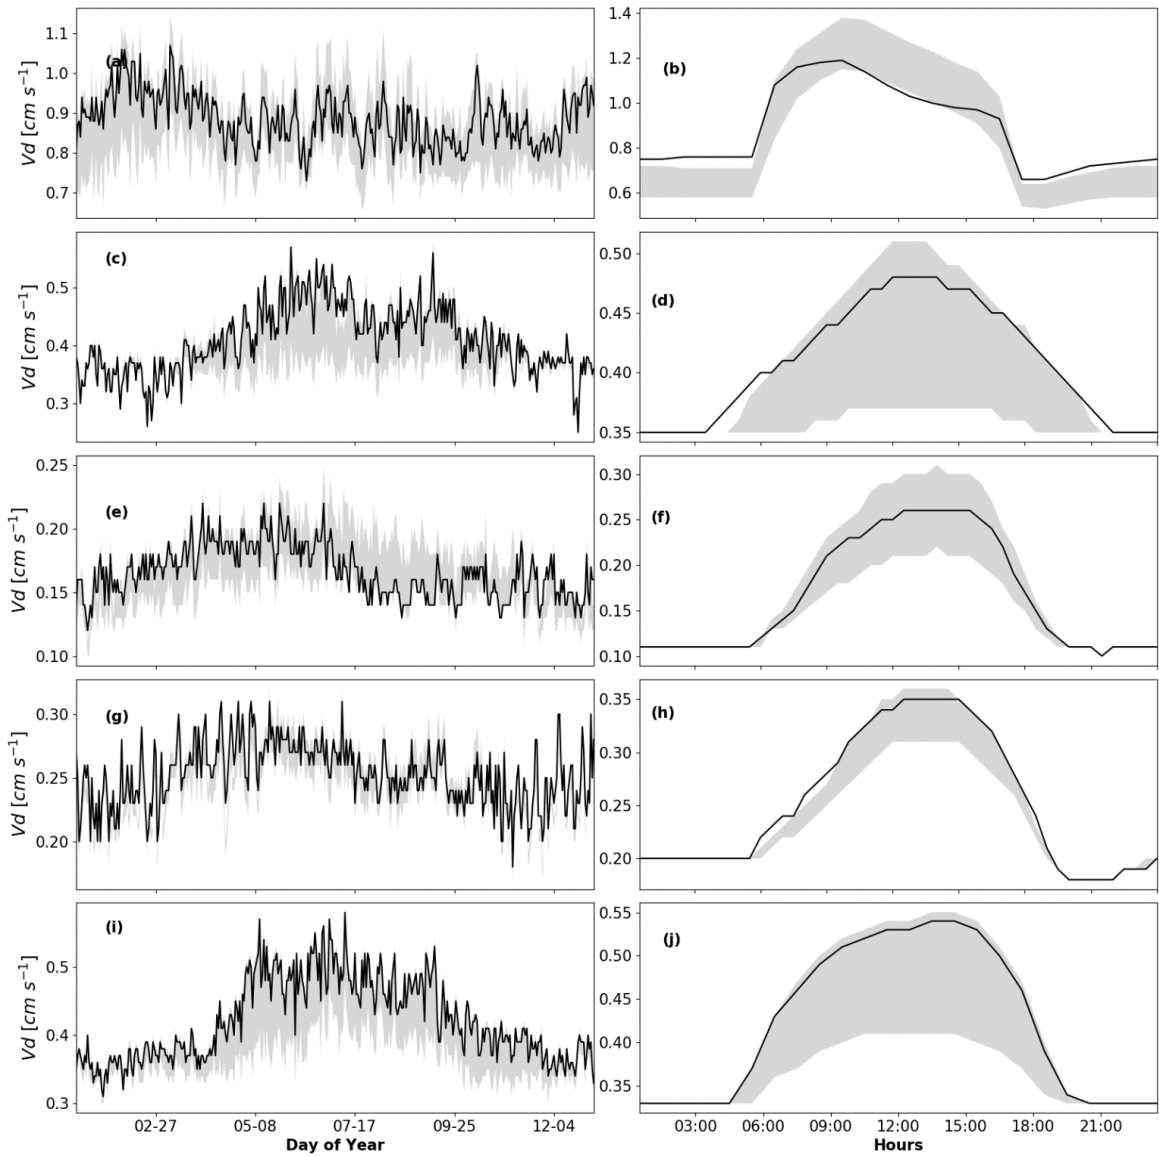 1.1
1.0
0.9
0.8
0.7
Vd [cm s⁻¹]
(a)
1.4
1.2
1.0
0.8
0.6
(b)
0.5
0.4
0.3
Vd [cm s⁻¹]
(c)
0.50
0.45
0.40
0.35
(d)
0.25
0.20
0.15
0.10
Vd [cm s⁻¹]
(e)
0.30
0.25
0.20
0.15
0.10
(f)
0.30
0.25
0.20
Vd [cm s⁻¹]
(g)
0.35
0.30
0.25
0.20
(h)
0.5
0.4
0.3
Vd [cm s⁻¹]
(i)
0.55
0.50
0.45
0.40
0.35
(j)
02-27 05-08 07-17 09-25 12-04
Day of Year
03:00 06:00 09:00 12:00 15:00 18:00 21:00
Hours